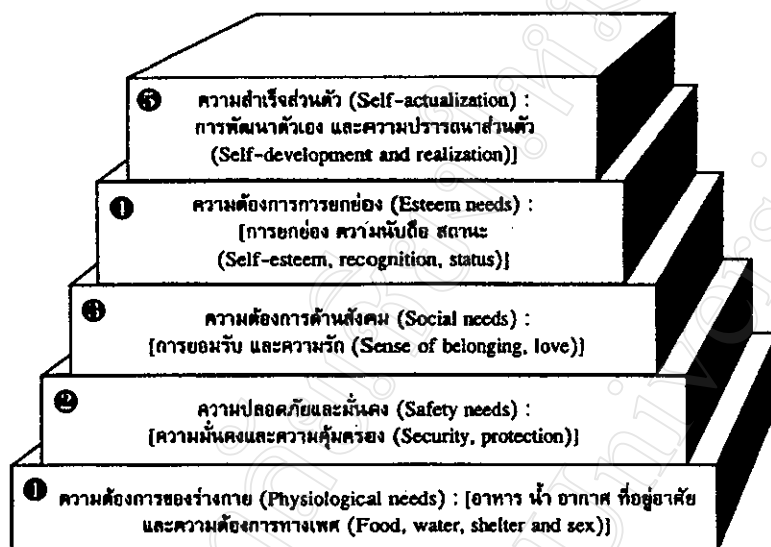 ❺ ความสำเร็จส่วนตัว (Self-actualization) :
การพัฒนาตัวเอง และความปรารถนาส่วนตัว
(Self-development and realization)]
❶ ความต้องการการยกย่อง (Esteem needs) :
[การยกย่อง ความนับถือ สถานะ
(Self-esteem, recognition, status)]
❸ ความต้องการด้านสังคม (Social needs) :
[การยอมรับ และความรัก (Sense of belonging, love)]
❷ ความปลอดภัยและมั่นคง (Safety needs) :
[ความมั่นคงและความคุ้มครอง (Security, protection)]
❶ ความต้องการของร่างกาย (Physiological needs) : [อาหาร น้ำ อากาศ ที่อยู่อาศัย
และความต้องการทางเพศ (Food, water, shelter and sex)]